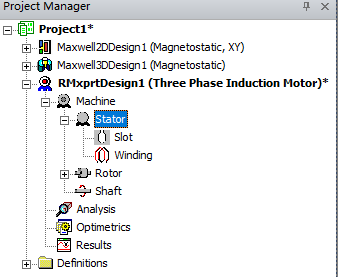 Project Manager
Project1*
Maxwell2DDesign1 (Magnetostatic, XY)
Maxwell3DDesign1 (Magnetostatic)
RMxprtDesign1 (Three Phase Induction Motor)*
Machine
Stator
Slot
Winding
Rotor
Shaft
Analysis
Optimetrics
Results
Definitions